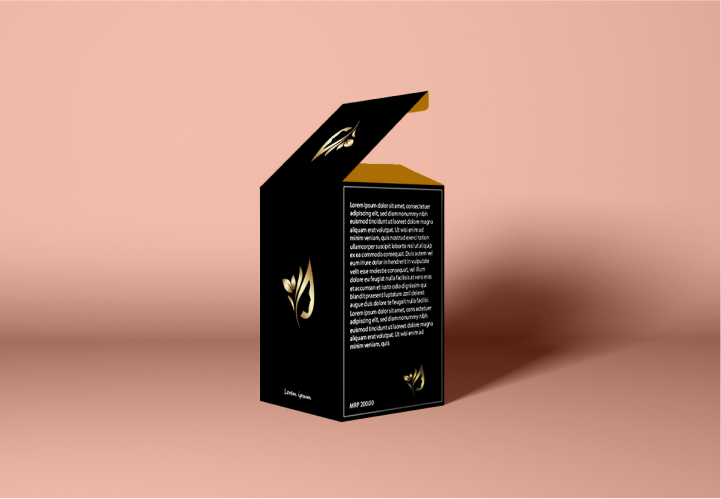 Lorem ipsum dolor sit amet, consectetuer
adipiscing elit, sed diam nonummy nibh
euismod tincidunt ut laoreet dolore magna
aliquam erat volutpat. Ut wisi enim ad
minim veniam, quis nostrud exerci tation
ullamcorper suscipit lobortis nisl ut aliquip
ex ea commodo consequat. Duis autem vel
eum iriure dolor in hendrerit in vulputate
velit esse molestie consequat, vel illum
dolore eu feugiat nulla facilisis at vero eros
et accumsan et iusto odio dignissim qui
blandit praesent luptatum zzril delenit
augue duis dolore te feugait nulla facilisi.
Lorem ipsum dolor sit amet, cons ectetuer
adipiscing elit, sed diam nonummy nibh
euismod tincidunt ut laoreet dolore magna
aliquam erat volutpat. Ut wisi enim ad
minim veniam, quis
Lorem ipsum
MRP 200.00